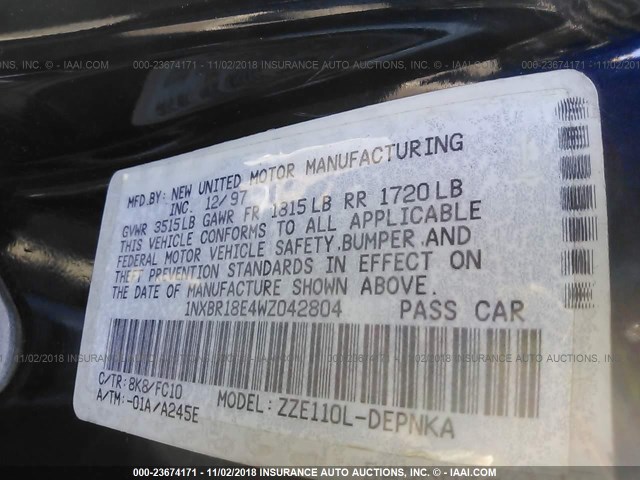 000-23674171 - 11/02/2018 INSURANCE AUTO AUCTIONS, INC. - © IAAI.COM
MFD.BY: NEW UNITED MOTOR MANUFACTURING
INC. 12/97
GVWR 3515LB GAWR FR 1815LB RR 1720LB
THIS VEHICLE CONFORMS TO ALL APPLICABLE
FEDERAL MOTOR VEHICLE SAFETY,BUMPER,AND
THEFT PREVENTION STANDARDS IN EFFECT ON
THE DATE OF MANUFACTURE SHOWN ABOVE.
1NXBR18E4WZ042804 PASS CAR
C/TR: 8K8/FC10
A/TM: -01A/A245E
MODEL: ZZE110L-DEPNKA
000-23674171 - 11/02/2018 INSURANCE AUTO AUCTIONS, INC. - © IAAI.COM